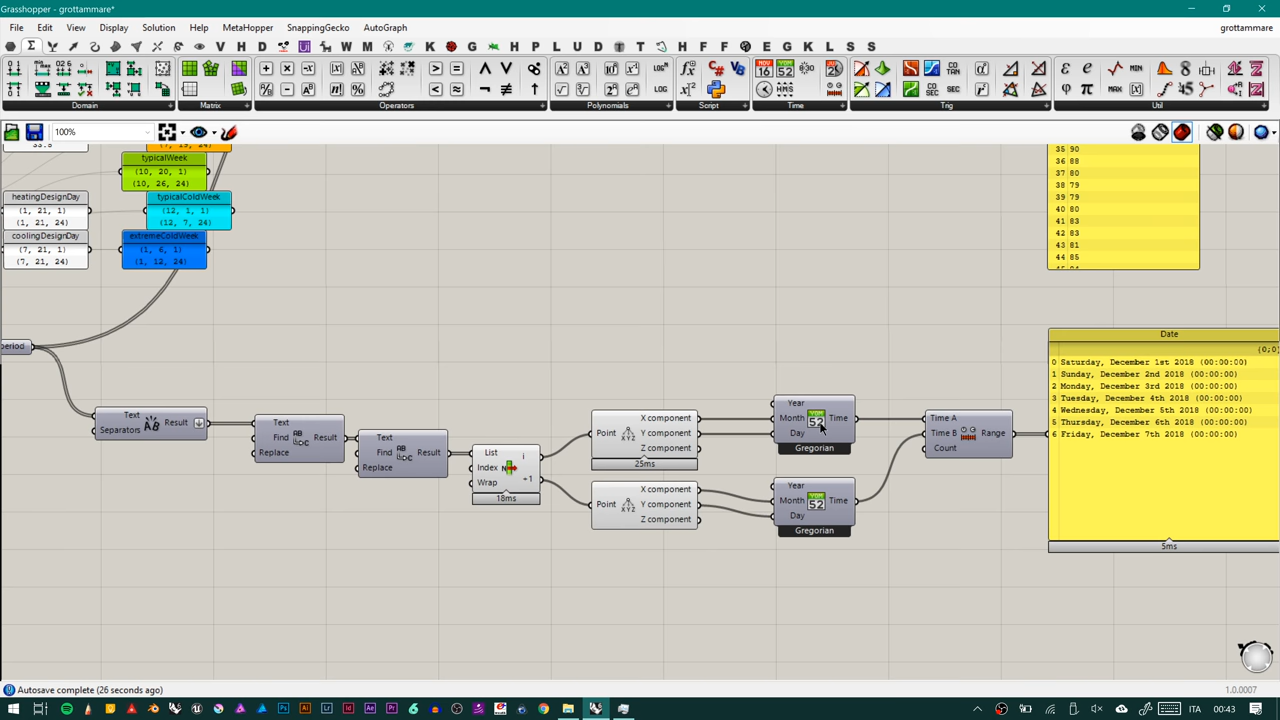 Grasshopper - grottammare*
File Edit View Display Solution Help MetaHopper SnappingGecko AutoGraph grottammare
Domain Matrix Operators Polynomials Script Time Trig Util
100%
33.5
(7, 19, 24)
typicalWeek
(10, 20, 1)
(10, 26, 24)
heatingDesignDay
(1, 21, 1)
(1, 21, 24)
typicalColdWeek
(12, 1, 1)
(12, 7, 24)
coolingDesignDay
(7, 21, 1)
(7, 21, 24)
extremeColdWeek
(1, 6, 1)
(1, 12, 24)
35 90
36 88
37 80
38 79
39 79
40 80
41 83
42 83
43 81
44 85
period
Text
Separators
Result
Text
Find
Replace
Result
Text
Find
Replace
Result
List
Index
Wrap
i
+1
18ms
Point
X component
Y component
Z component
25ms
Point
X component
Y component
Z component
Year
Month
Day
Time
Gregorian
Year
Month
Day
Time
Gregorian
Time A
Time B
Count
Range
Date
{0;0}
0 Saturday, December 1st 2018 (00:00:00)
1 Sunday, December 2nd 2018 (00:00:00)
2 Monday, December 3rd 2018 (00:00:00)
3 Tuesday, December 4th 2018 (00:00:00)
4 Wednesday, December 5th 2018 (00:00:00)
5 Thursday, December 6th 2018 (00:00:00)
6 Friday, December 7th 2018 (00:00:00)
5ms
Autosave complete (26 seconds ago)
1.0.0007
ITA 00:43